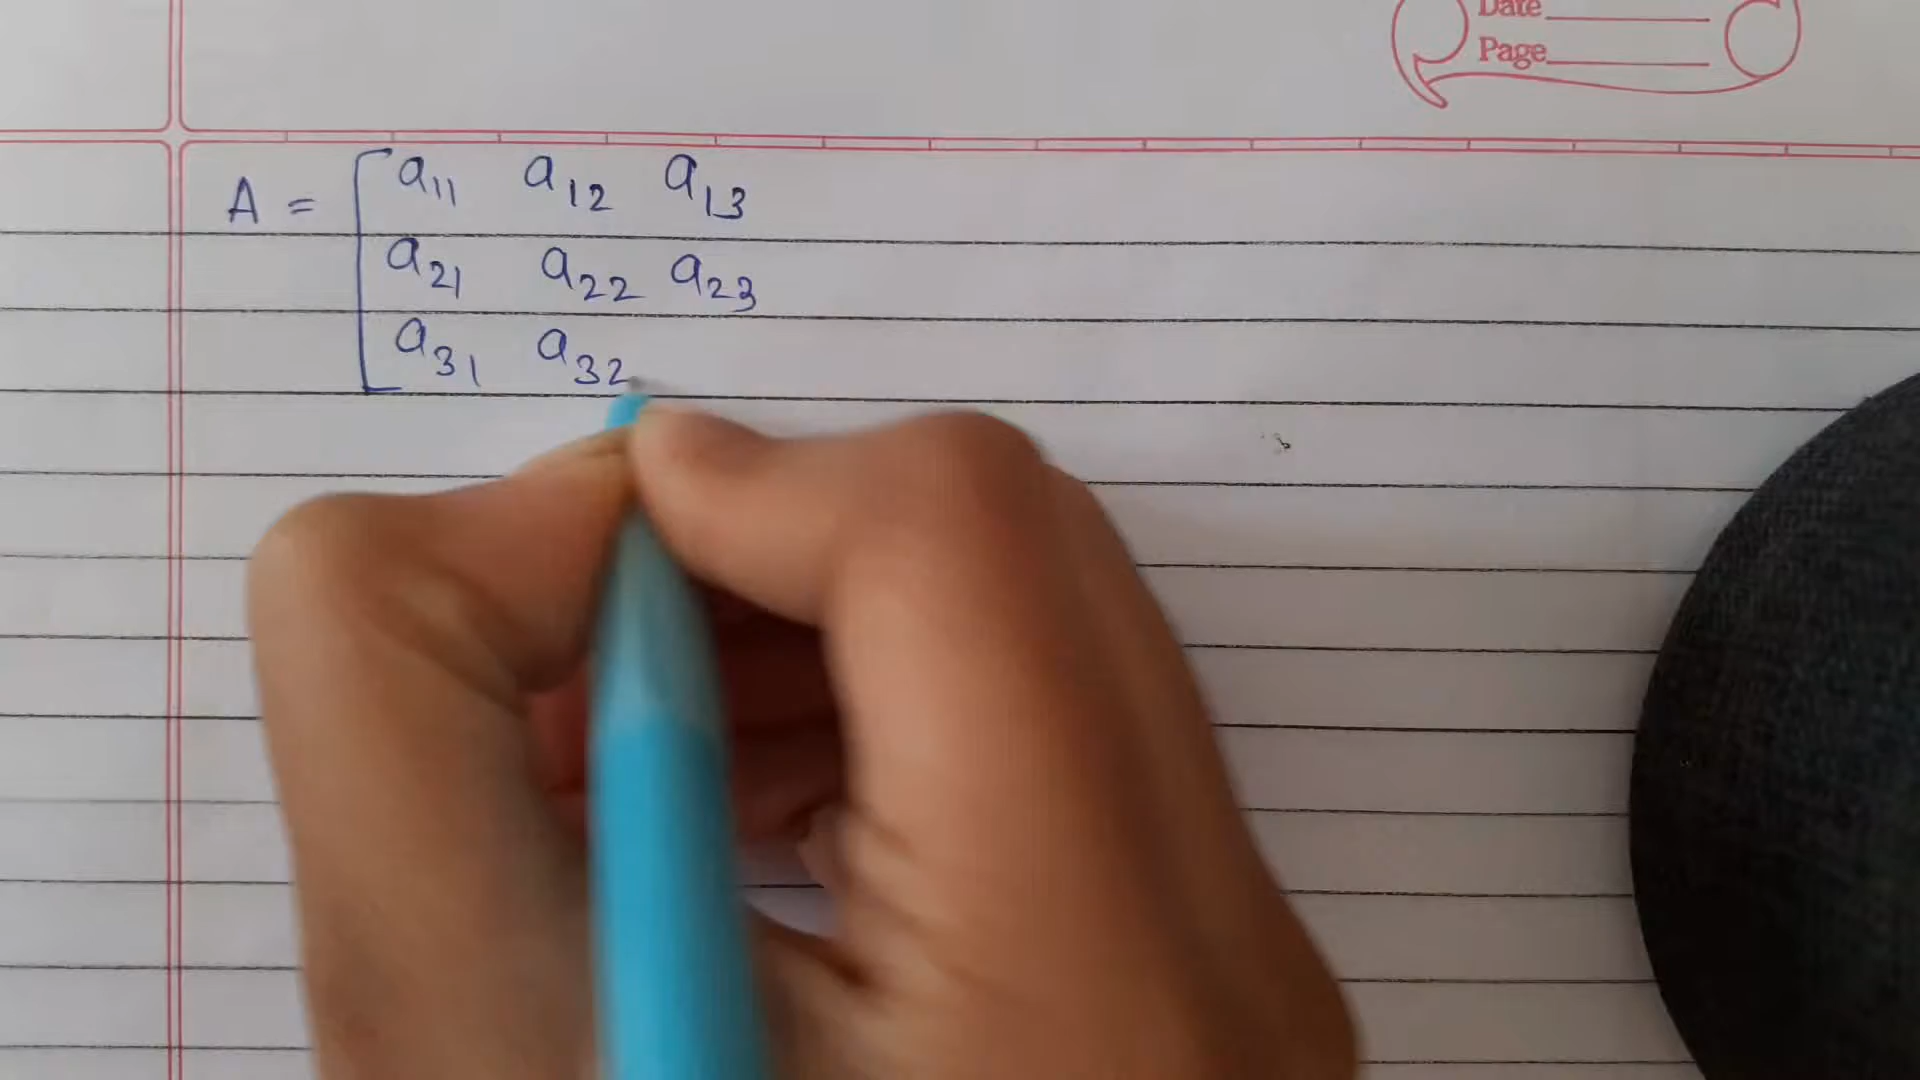 Date
Page
A = [ a11 a12 a13
a21 a22 a23
a31 a32